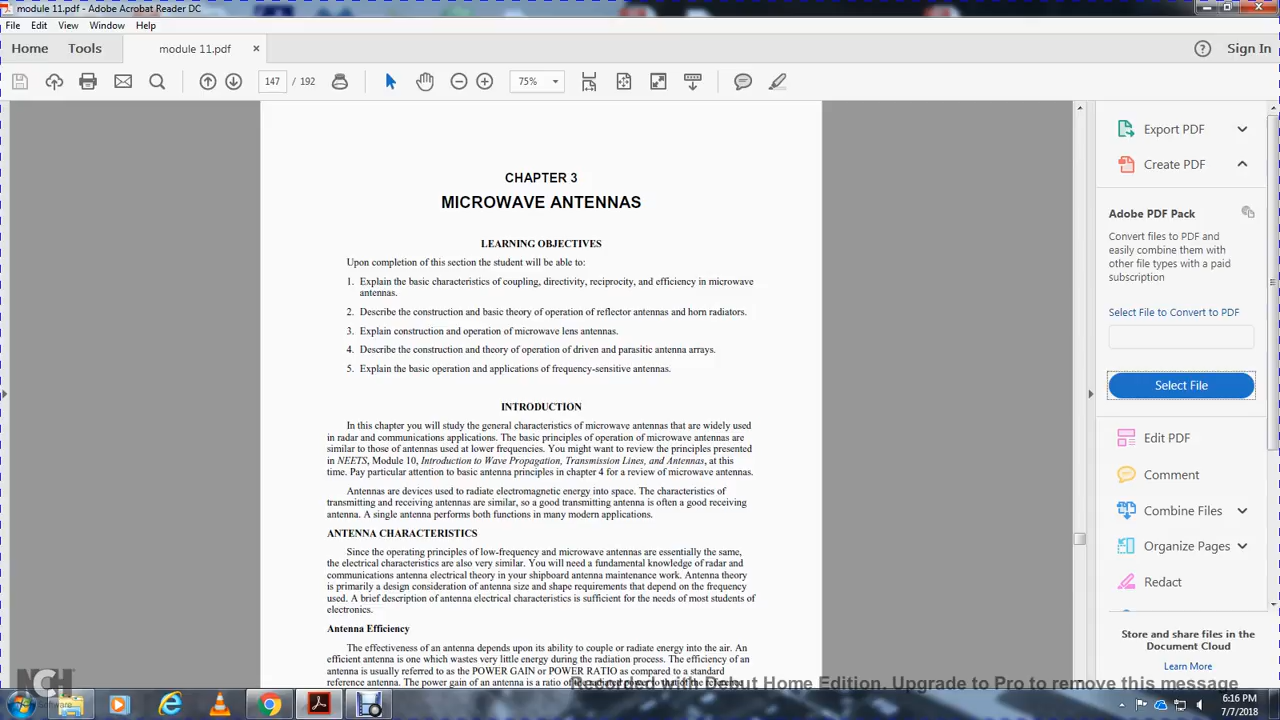 module 11.pdf - Adobe Acrobat Reader DC
File Edit View Window Help
Home Tools module 11.pdf × Sign In
147 / 192 75%
CHAPTER 3
MICROWAVE ANTENNAS
LEARNING OBJECTIVES
Upon completion of this section the student will be able to:
1. Explain the basic characteristics of coupling, directivity, reciprocity, and efficiency in microwave
antennas.
2. Describe the construction and basic theory of operation of reflector antennas and horn radiators.
3. Explain construction and operation of microwave lens antennas.
4. Describe the construction and theory of operation of driven and parasitic antenna arrays.
5. Explain the basic operation and applications of frequency-sensitive antennas.
INTRODUCTION
In this chapter you will study the general characteristics of microwave antennas that are widely used
in radar and communications applications. The basic principles of operation of microwave antennas are
similar to those of antennas used at lower frequencies. You might want to review the principles presented
in NEETS, Module 10, Introduction to Wave Propagation, Transmission Lines, and Antennas, at this
time. Pay particular attention to basic antenna principles in chapter 4 for a review of microwave antennas.
Antennas are devices used to radiate electromagnetic energy into space. The characteristics of
transmitting and receiving antennas are similar, so a good transmitting antenna is often a good receiving
antenna. A single antenna performs both functions in many modern applications.
ANTENNA CHARACTERISTICS
Since the operating principles of low-frequency and microwave antennas are essentially the same,
the electrical characteristics are also very similar. You will need a fundamental knowledge of radar and
communications antenna electrical theory in your shipboard antenna maintenance work. Antenna theory
is primarily a design consideration of antenna size and shape requirements that depend on the frequency
used. A brief description of antenna electrical characteristics is sufficient for the needs of most students of
electronics.
Antenna Efficiency
The effectiveness of an antenna depends upon its ability to couple or radiate energy into the air. An
efficient antenna is one which wastes very little energy during the radiation process. The efficiency of an
antenna is usually referred to as the POWER GAIN or POWER RATIO as compared to a standard
reference antenna. The power gain of an antenna is a ratio of the radiated power to that of the reference
Export PDF
Create PDF
Adobe PDF Pack
Convert files to PDF and
easily combine them with
other file types with a paid
subscription
Select File to Convert to PDF
Select File
Edit PDF
Comment
Combine Files
Organize Pages
Redact
Store and share files in the
Document Cloud
Learn More
NCH
Software
Recorded with Debut Home Edition. Upgrade to Pro to remove this message
6:16 PM
7/7/2018